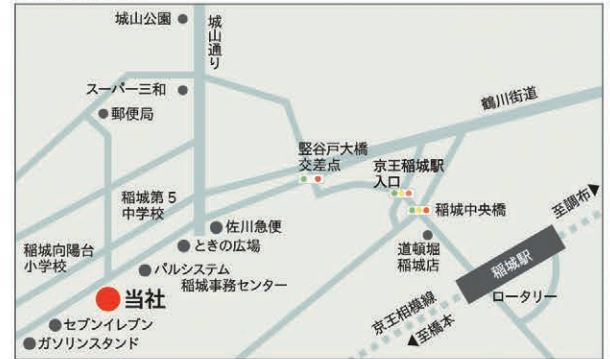 城山公園
城山通り
スーパー三和
郵便局
鶴川街道
竪谷戸大橋
交差点
京王稲城駅
入口
稲城第5
中学校
稲城中央橋
至調布▶
佐川急便
ときの広場
道頓堀
稲城店
稲城向陽台
小学校
パルシステム
稲城事務センター
稲城駅
ロータリー
当社
京王相模線
◀至橋本
セブンイレブン
ガソリンスタンド